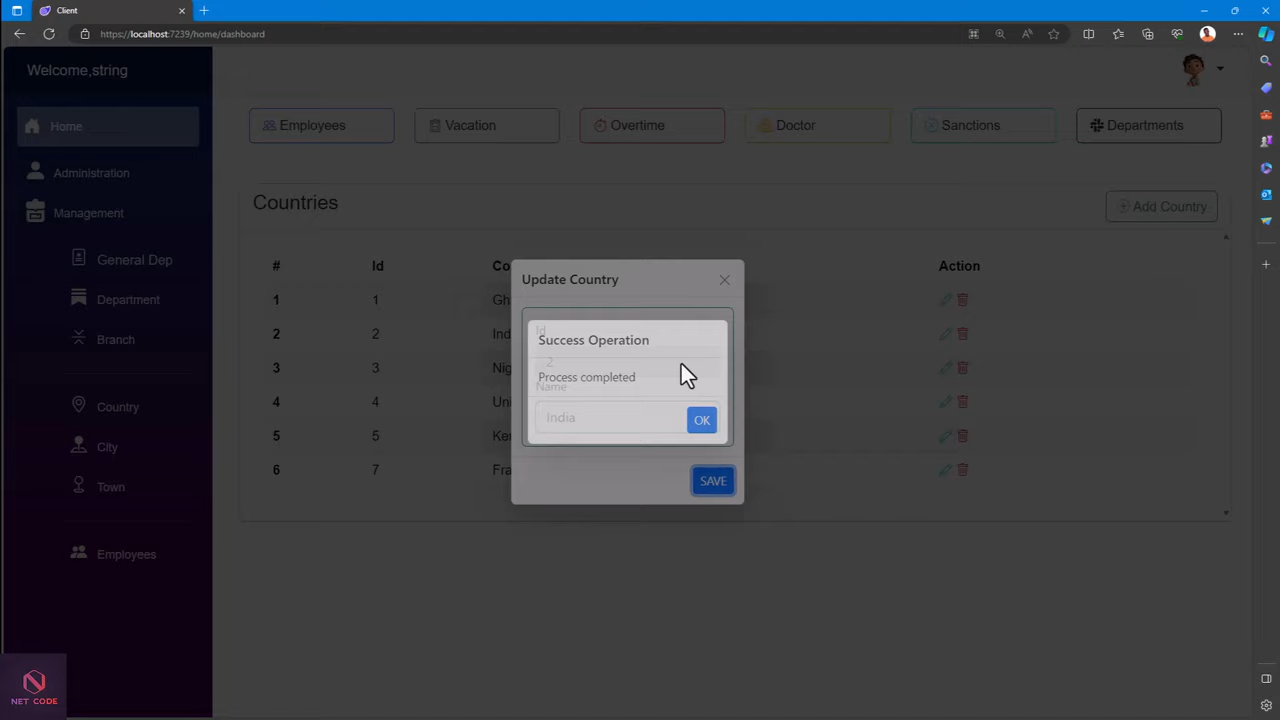 Client
https://localhost:7239/home/dashboard
Welcome,string
Home
Administration
Management
General Dep
Department
Branch
Country
City
Town
Employees
Employees
Vacation
Overtime
Doctor
Sanctions
Departments
Countries
Add Country
# Id Co Action
1 1 Gh
2 2 Ind
3 3 Nig
4 4 Uni
5 5 Ken
6 7 Fra
Update Country
Id
2
Name
India
SAVE
Success Operation
Process completed
OK
NET CODE